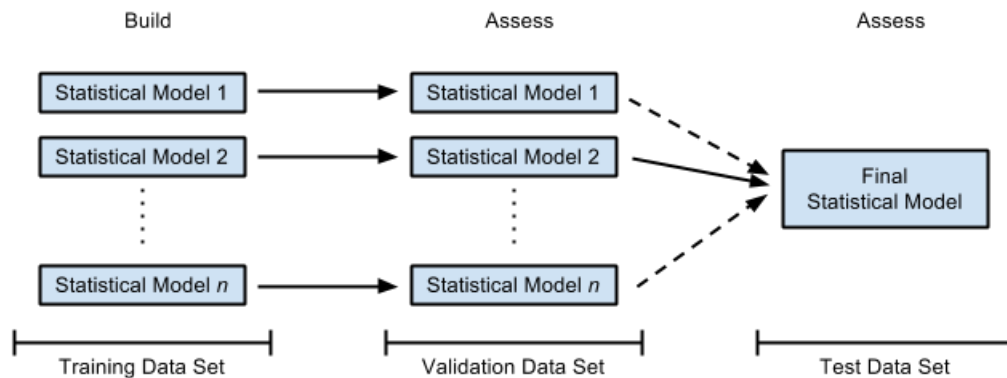 Build
Assess
Assess
Statistical Model 1
Statistical Model 1
Statistical Model 2
Statistical Model 2
Final
Statistical Model
Statistical Model n
Statistical Model n
Training Data Set
Validation Data Set
Test Data Set